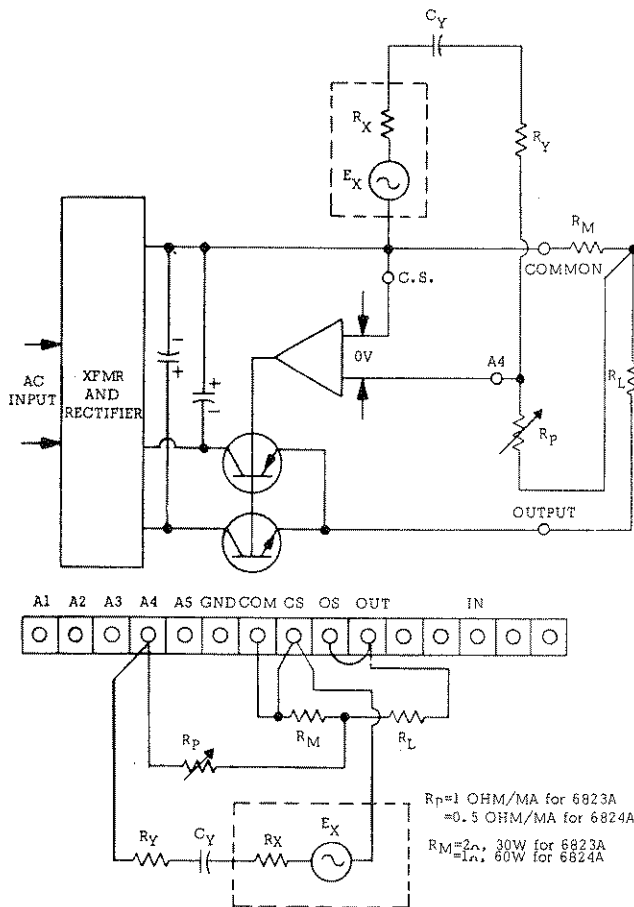 C_Y
R_X
R_Y
E_X
R_M
COMMON
C.S.
0V
A4
XFMR
AND
RECTIFIER
AC
INPUT
R_L
R_P
OUTPUT
A1 A2 A3 A4 A5 GND COM CS OS OUT IN
R_P
R_M
R_L
R_Y
C_Y
R_X
E_X
R_P=1 OHM/MA for 6823A
=0.5 OHM/MA for 6824A
R_M=2Ω, 30W for 6823A
=1Ω, 60W for 6824A